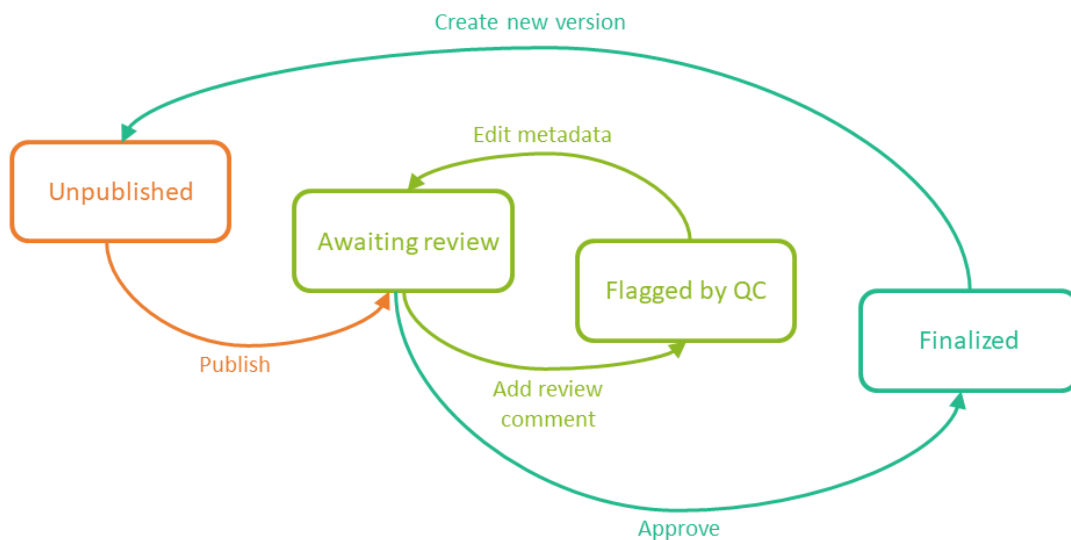 Create new version
Edit metadata
Unpublished
Awaiting review
Flagged by QC
Finalized
Publish
Add review
comment
Approve